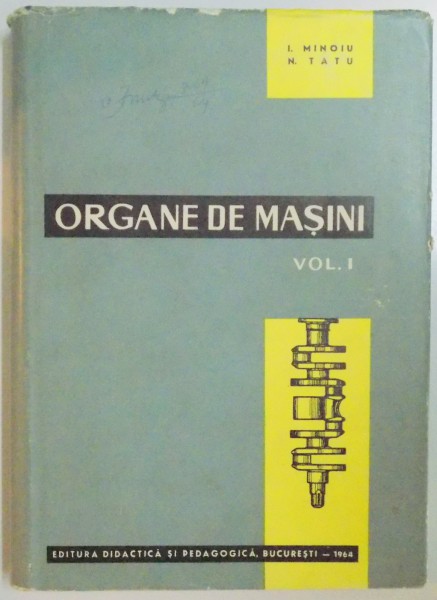 I. MINOIU
N. TATU
ORGANE DE MAȘINI
VOL. I
EDITURA DIDACTICĂ ȘI PEDAGOGICĂ, BUCUREȘTI — 1964